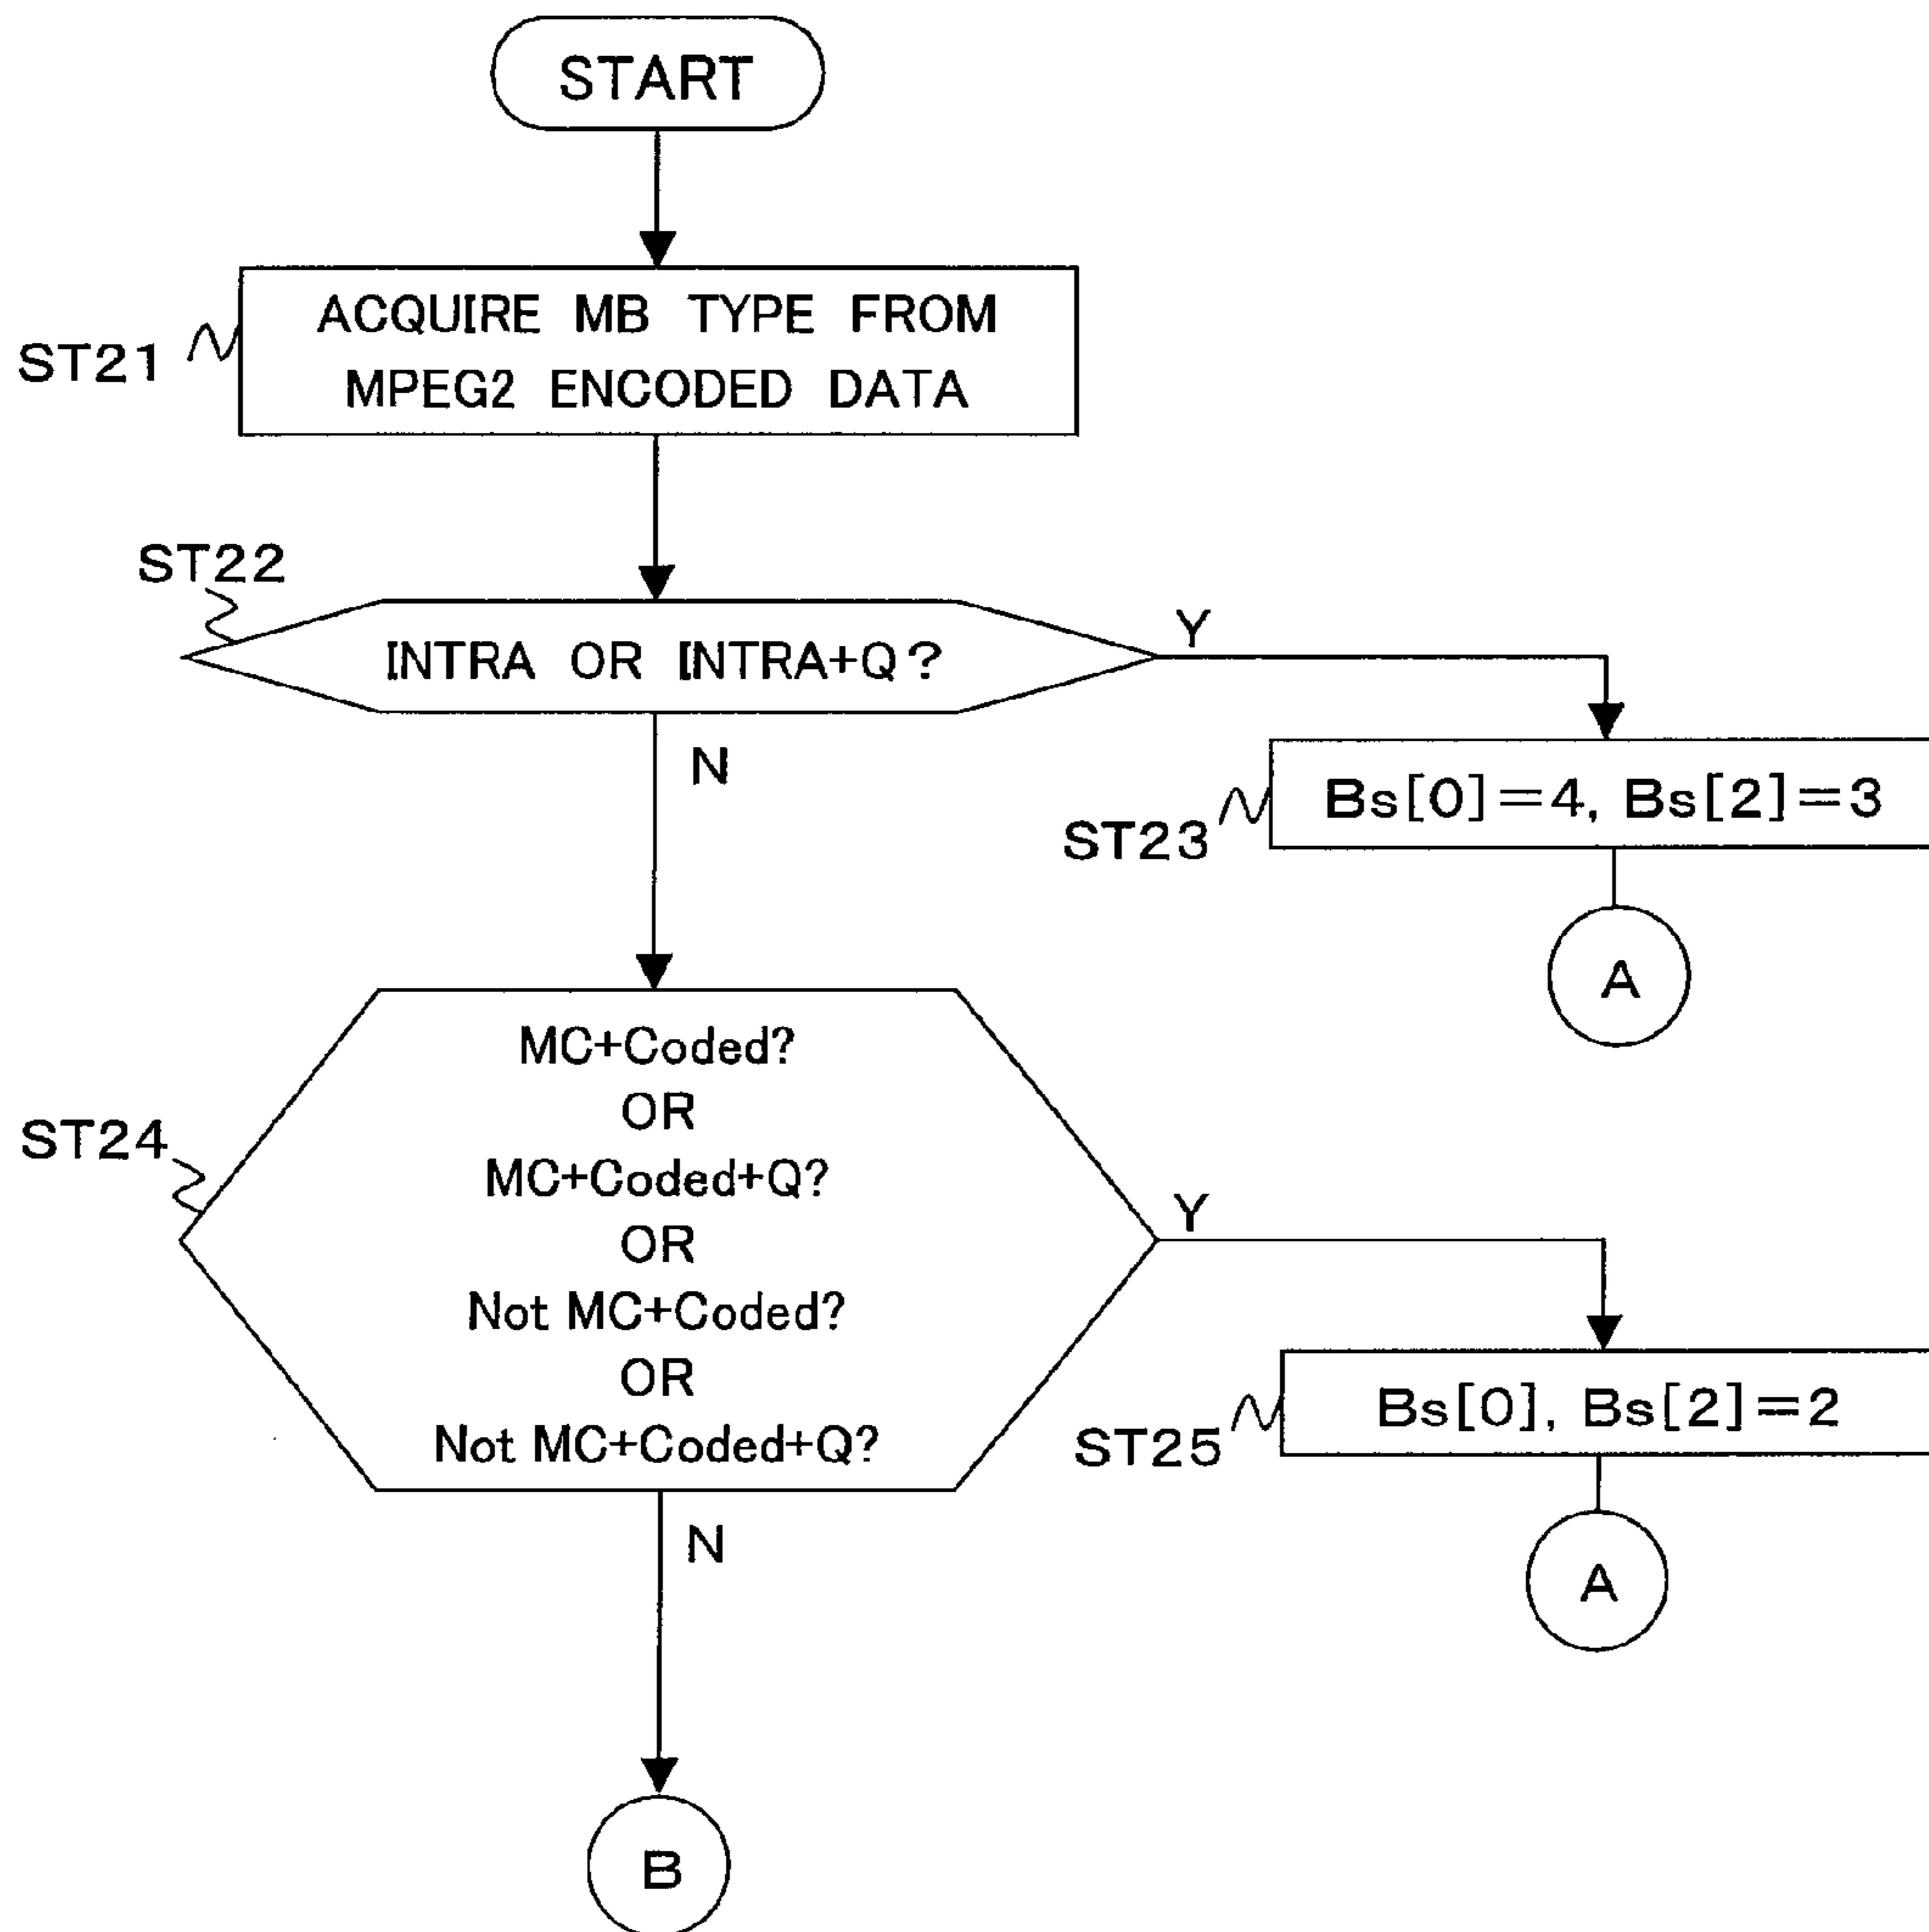 START
ACQUIRE MB TYPE FROM
MPEG2 ENCODED DATA
ST21
ST22
INTRA OR INTRA+Q?
Y
N
Bs[0]=4, Bs[2]=3
ST23
A
MC+Coded?
OR
MC+Coded+Q?
OR
Not MC+Coded?
OR
Not MC+Coded+Q?
ST24
Y
N
Bs[0], Bs[2]=2
ST25
A
B